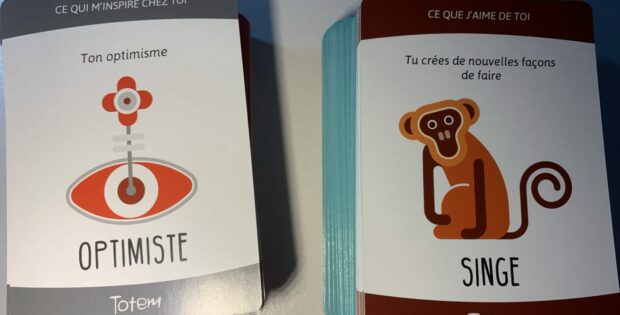 CE QUI M'INSPIRE CHEZ TOI
Ton optimisme
OPTIMISTE
Totem
CE QUE J'AIME DE TOI
Tu crées de nouvelles façons
de faire
SINGE